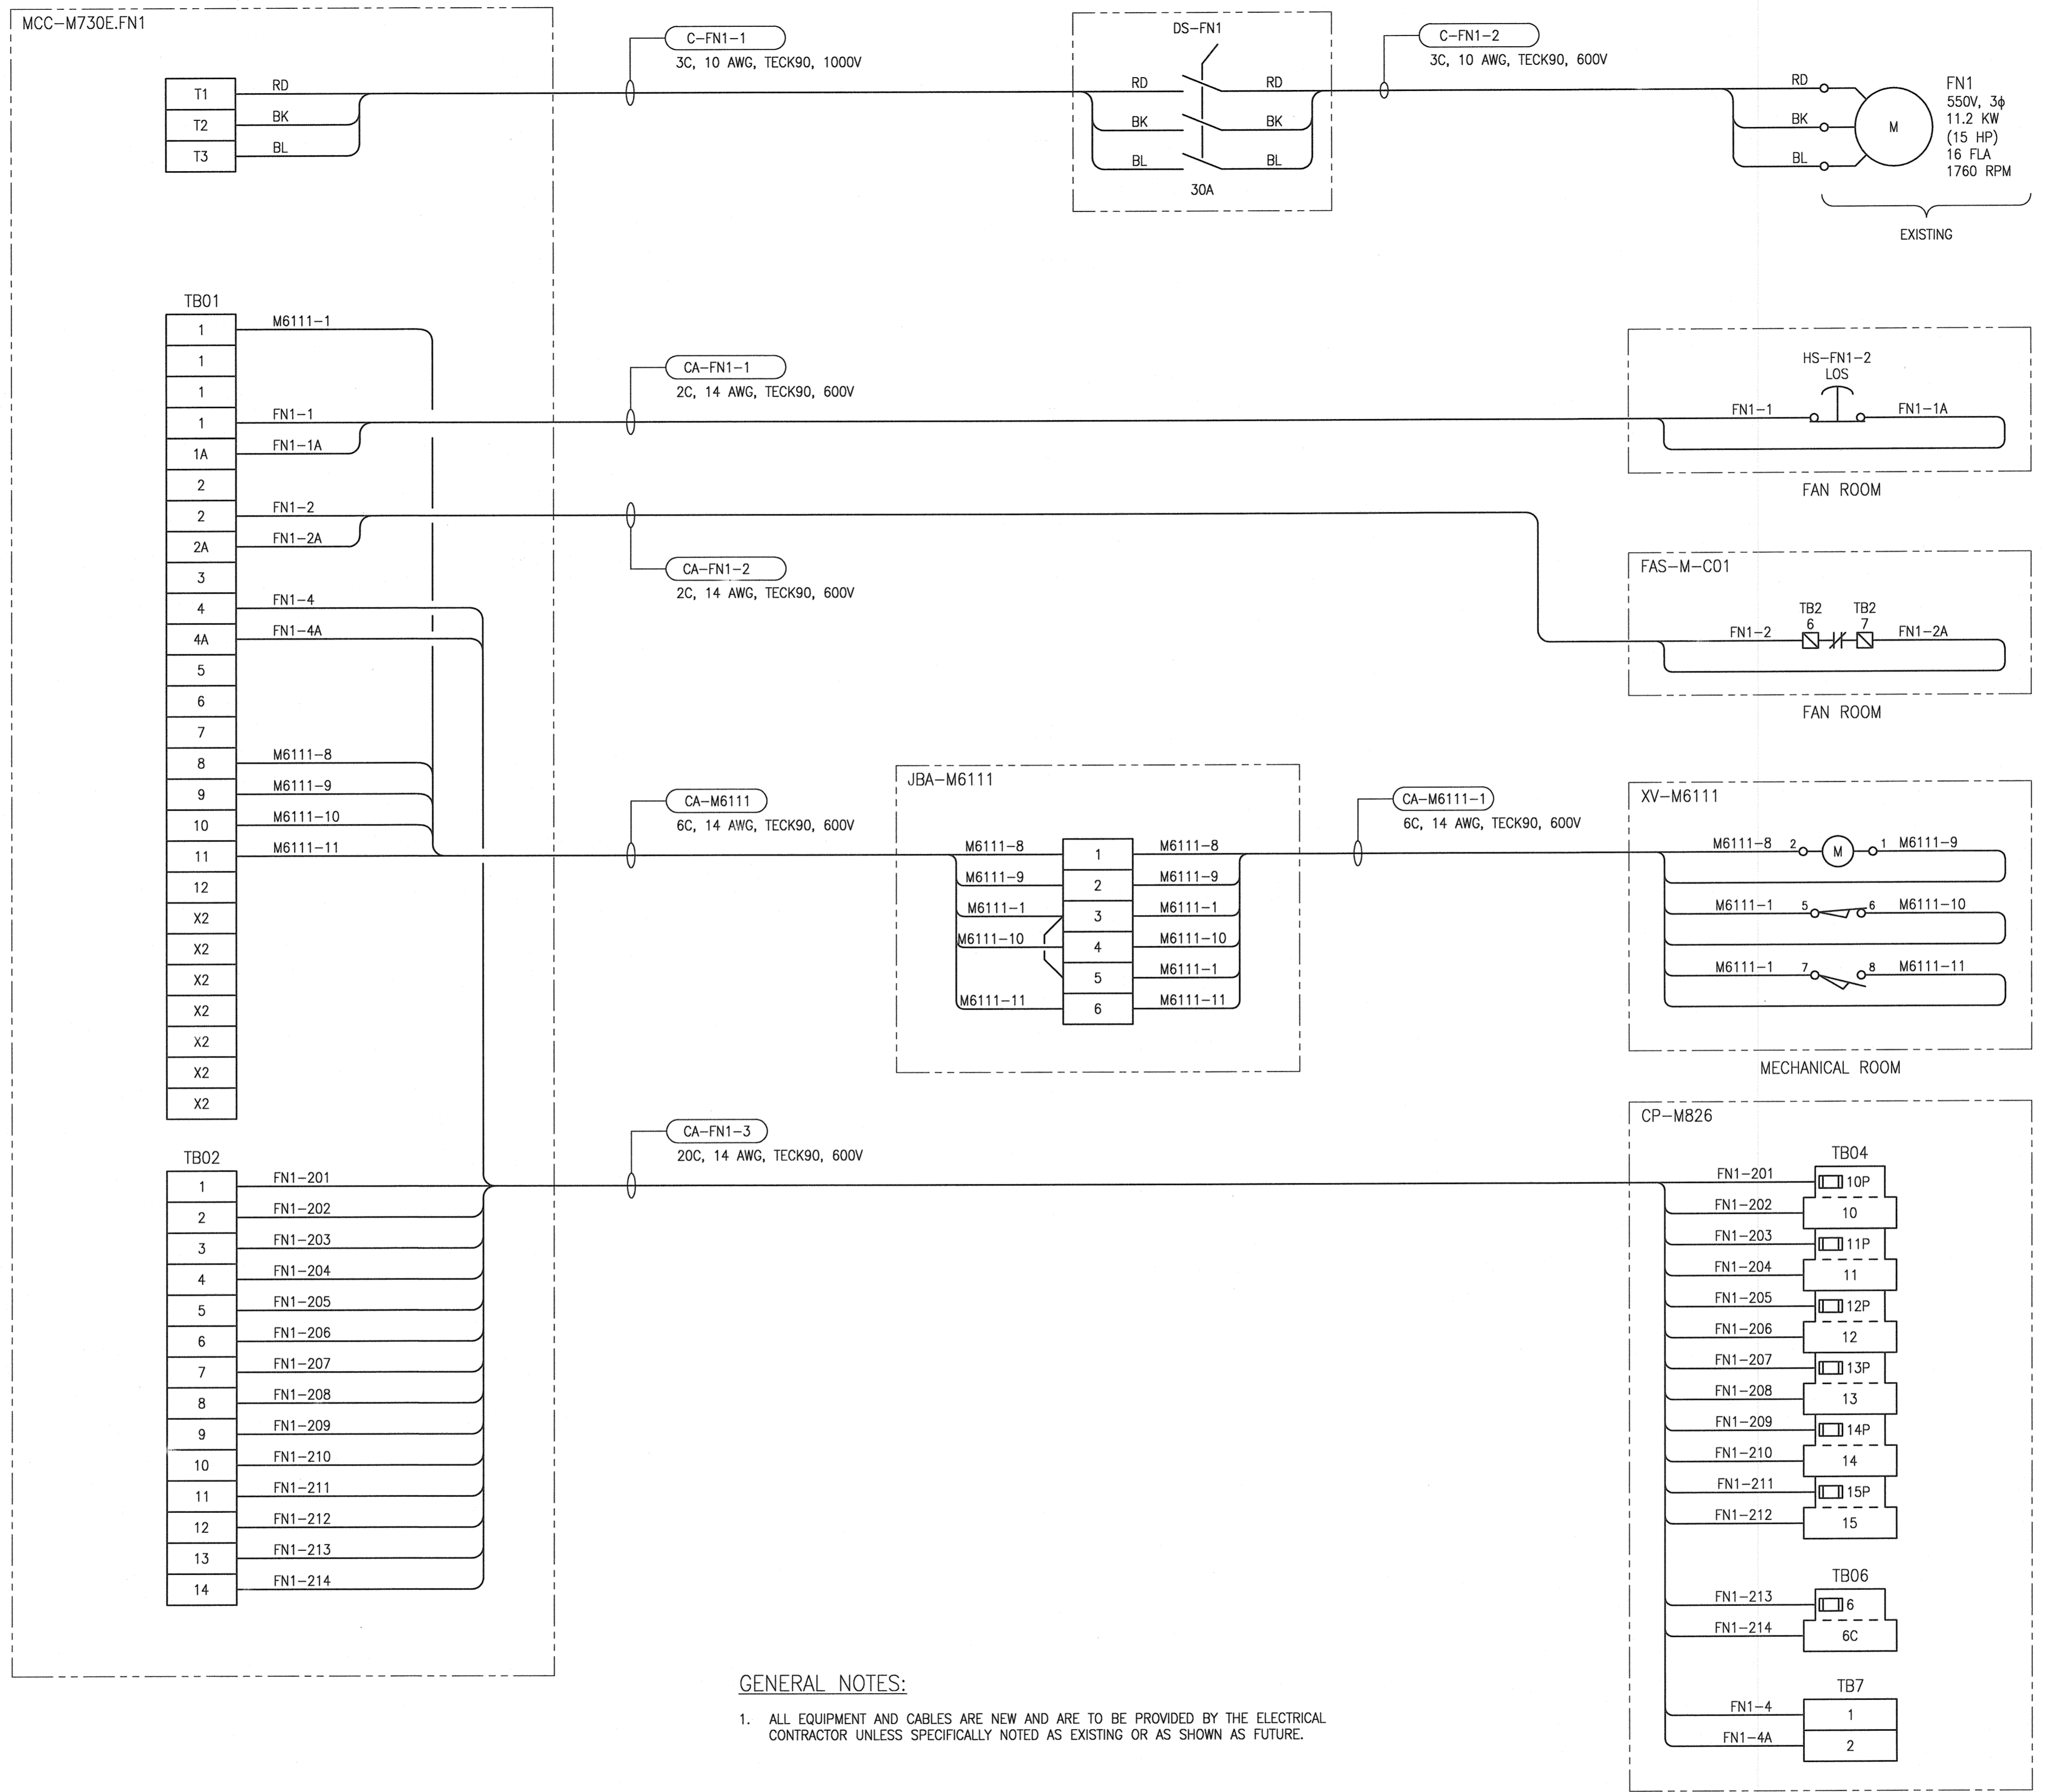 MCC-M730E.FN1
T1
RD
T2
BK
T3
BL
C-FN1-1
3C, 10 AWG, TECK90, 1000V
DS-FN1
RD
RD
BK
BK
BL
BL
30A
C-FN1-2
3C, 10 AWG, TECK90, 600V
RD
BK
BL
M
FN1
550V, 3ϕ
11.2 KW
(15 HP)
16 FLA
1760 RPM
EXISTING
TB01
1
M6111-1
1
1
1
FN1-1
1A
FN1-1A
2
2
FN1-2
2A
FN1-2A
3
4
FN1-4
4A
FN1-4A
5
6
7
8
M6111-8
9
M6111-9
10
M6111-10
11
M6111-11
12
X2
X2
X2
X2
X2
X2
X2
CA-FN1-1
2C, 14 AWG, TECK90, 600V
HS-FN1-2
LOS
FN1-1
FN1-1A
FAN ROOM
CA-FN1-2
2C, 14 AWG, TECK90, 600V
FAS-M-C01
TB2
6
TB2
7
FN1-2
FN1-2A
FAN ROOM
CA-M6111
6C, 14 AWG, TECK90, 600V
JBA-M6111
M6111-8
1
M6111-8
M6111-9
2
M6111-9
M6111-1
3
M6111-1
M6111-10
4
M6111-10
5
M6111-1
M6111-11
6
M6111-11
CA-M6111-1
6C, 14 AWG, TECK90, 600V
XV-M6111
M6111-8
2
M
1
M6111-9
M6111-1
5
6
M6111-10
M6111-1
7
8
M6111-11
MECHANICAL ROOM
TB02
1
FN1-201
2
FN1-202
3
FN1-203
4
FN1-204
5
FN1-205
6
FN1-206
7
FN1-207
8
FN1-208
9
FN1-209
10
FN1-210
11
FN1-211
12
FN1-212
13
FN1-213
14
FN1-214
CA-FN1-3
20C, 14 AWG, TECK90, 600V
CP-M826
TB04
FN1-201
10P
FN1-202
10
FN1-203
11P
FN1-204
11
FN1-205
12P
FN1-206
12
FN1-207
13P
FN1-208
13
FN1-209
14P
FN1-210
14
FN1-211
15P
FN1-212
15
TB06
FN1-213
6
FN1-214
6C
TB7
FN1-4
1
FN1-4A
2
GENERAL NOTES:
1. ALL EQUIPMENT AND CABLES ARE NEW AND ARE TO BE PROVIDED BY THE ELECTRICAL
CONTRACTOR UNLESS SPECIFICALLY NOTED AS EXISTING OR AS SHOWN AS FUTURE.